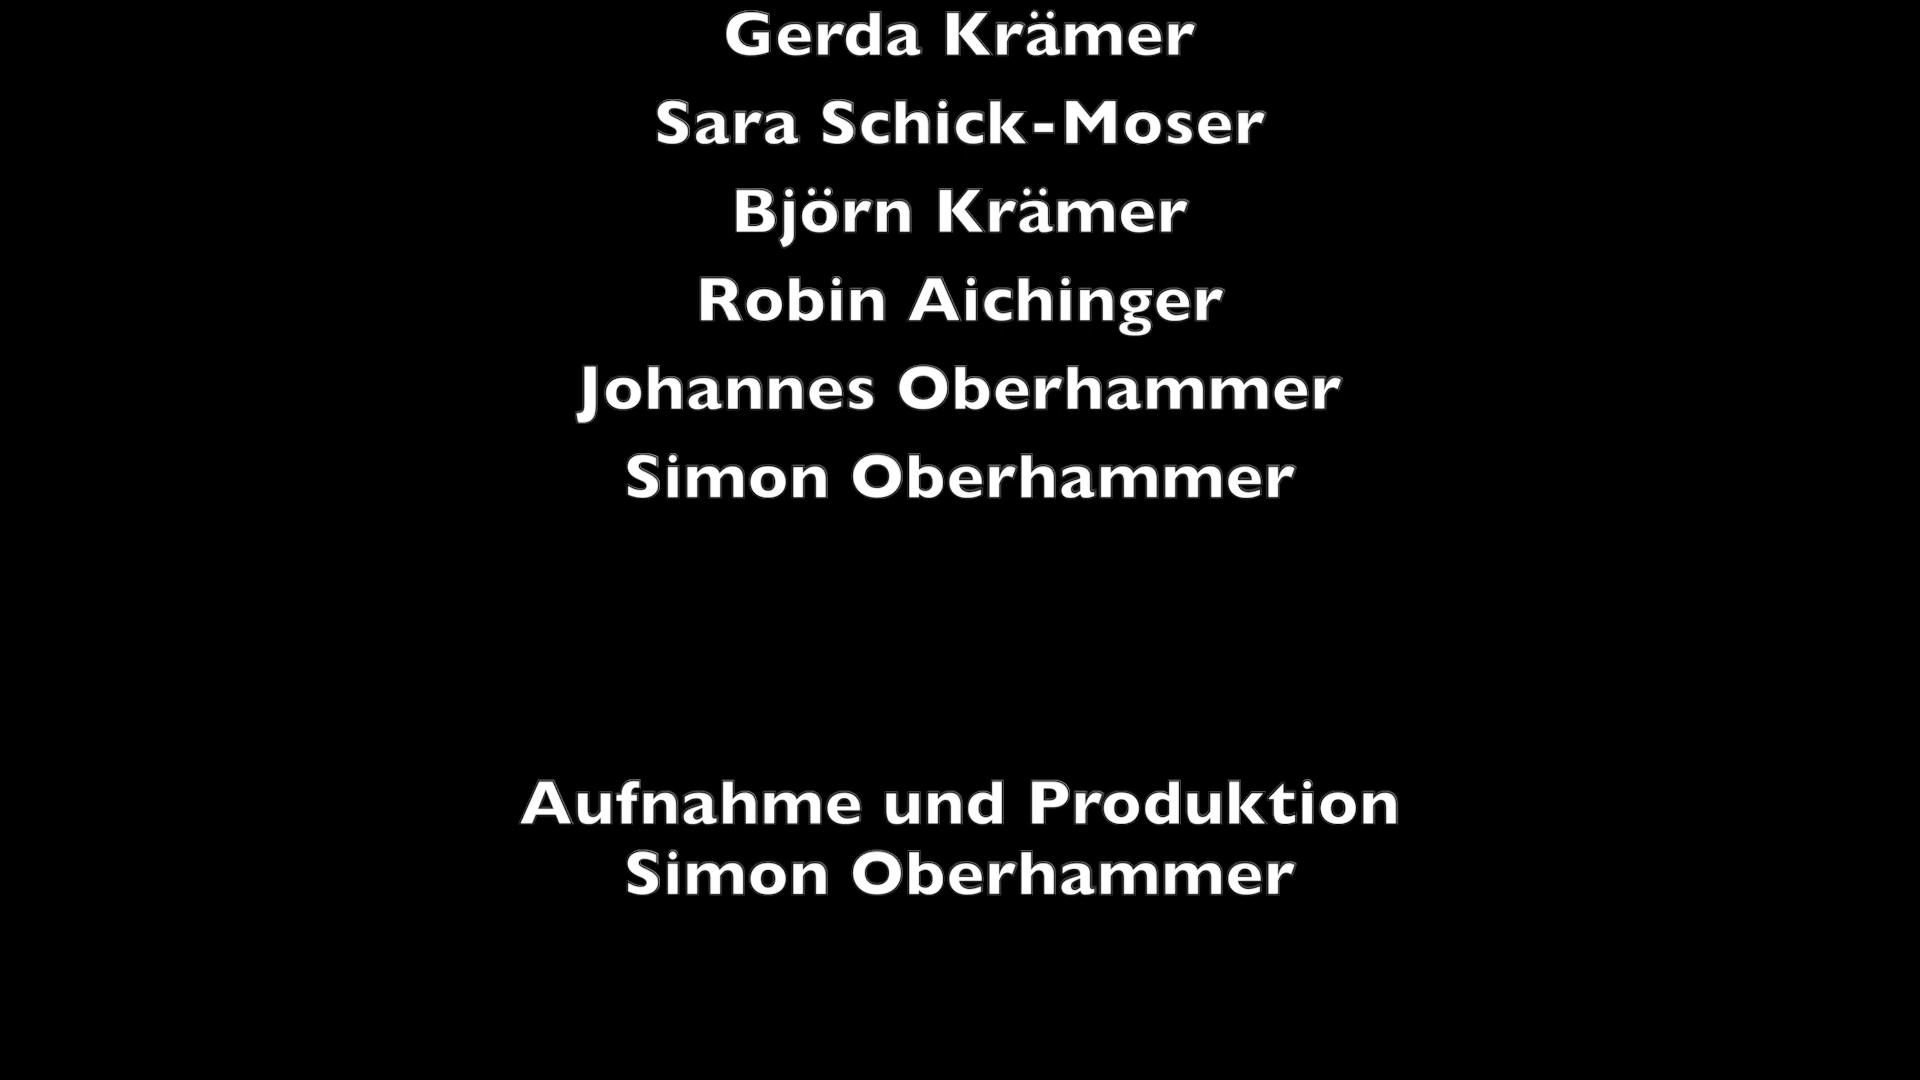 Gerda Krämer
Sara Schick-Moser
Björn Krämer
Robin Aichinger
Johannes Oberhammer
Simon Oberhammer
Aufnahme und Produktion
Simon Oberhammer